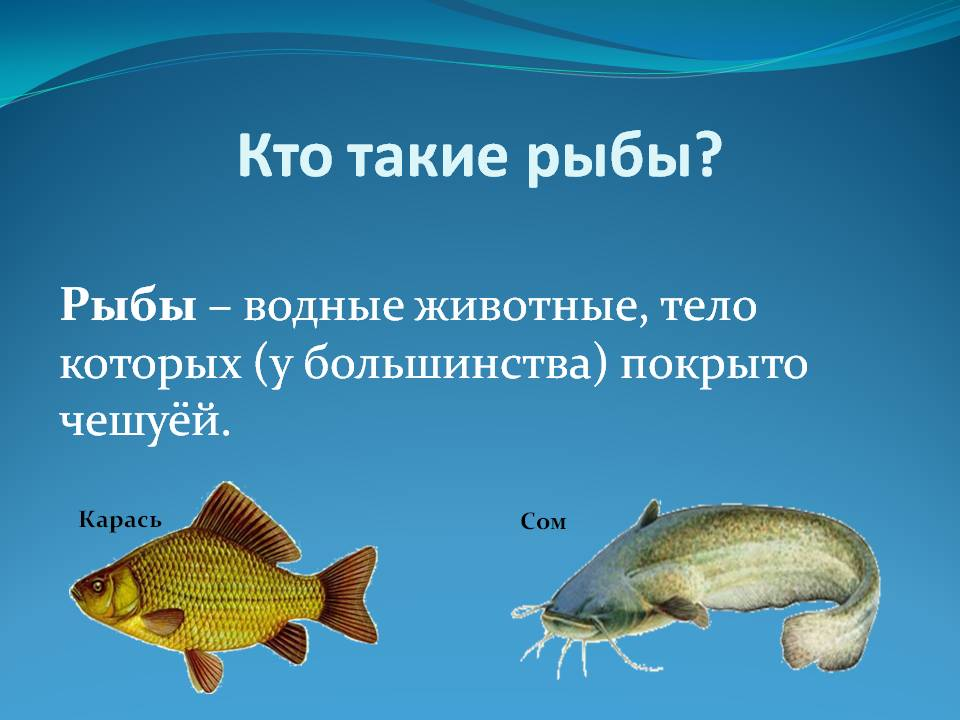 Кто такие рыбы?
Рыбы – водные животные, тело
которых (у большинства) покрыто
чешуёй.
Карась
Сом